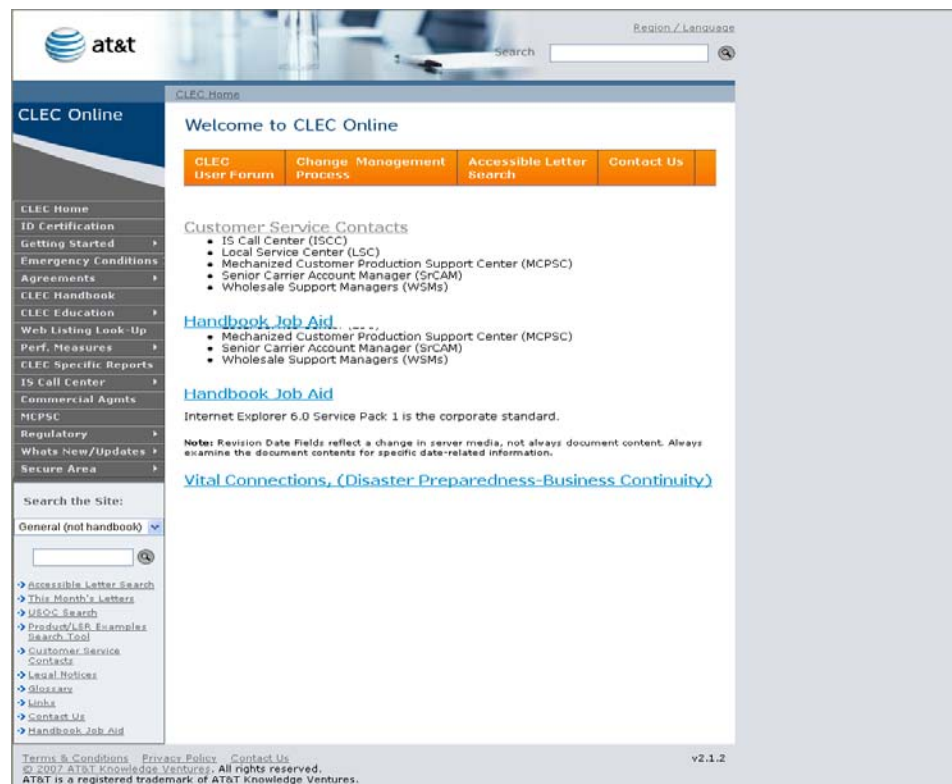 at&t
Region / Language
Search
CLEC Home
CLEC Online
Welcome to CLEC Online
CLEC User Forum
Change Management Process
Accessible Letter Search
Contact Us
CLEC Home
ID Certification
Getting Started
Emergency Conditions
Agreements
CLEC Handbook
CLEC Education
Web Listing Look-Up
Perf. Measures
CLEC Specific Reports
IS Call Center
Commercial Agmts
MCPSC
Regulatory
Whats New/Updates
Secure Area
Search the Site:
General (not handbook)
Accessible Letter Search
This Month's Letters
USOC Search
Product/LSR Examples
Search Tool
Customer Service
Contacts
Legal Notices
Glossary
Links
Contact Us
Handbook Job Aid
Customer Service Contacts
IS Call Center (ISCC)
Local Service Center (LSC)
Mechanized Customer Production Support Center (MCPSC)
Senior Carrier Account Manager (SrCAM)
Wholesale Support Managers (WSMs)
Handbook Job Aid
Mechanized Customer Production Support Center (MCPSC)
Senior Carrier Account Manager (SrCAM)
Wholesale Support Managers (WSMs)
Handbook Job Aid
Internet Explorer 6.0 Service Pack 1 is the corporate standard.
Note: Revision Date Fields reflect a change in server media, not always document content. Always
examine the document contents for specific date-related information.
Vital Connections, (Disaster Preparedness-Business Continuity)
Terms & Conditions Privacy Policy Contact Us
v2.1.2
© 2007 AT&T Knowledge Ventures. All rights reserved.
AT&T is a registered trademark of AT&T Knowledge Ventures.